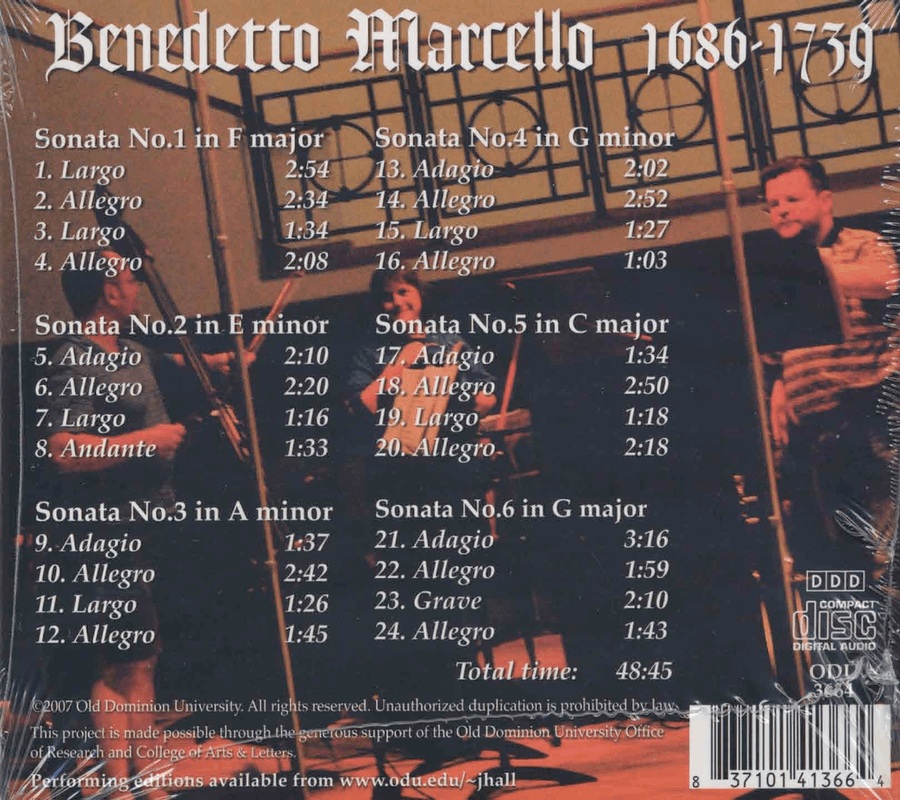 Benedetto Marcello 1686-1739
Sonata No.1 in F major
1. Largo 2:54
2. Allegro 2:34
3. Largo 1:34
4. Allegro 2:08
Sonata No.2 in E minor
5. Adagio 2:10
6. Allegro 2:20
7. Largo 1:16
8. Andante 1:33
Sonata No.3 in A minor
9. Adagio 1:37
10. Allegro 2:42
11. Largo 1:26
12. Allegro 1:45
Sonata No.4 in G minor
13. Adagio 2:02
14. Allegro 2:52
15. Largo 1:27
16. Allegro 1:03
Sonata No.5 in C major
17. Adagio 1:34
18. Allegro 2:50
19. Largo 1:18
20. Allegro 2:18
Sonata No.6 in G major
21. Adagio 3:16
22. Allegro 1:59
23. Grave 2:10
24. Allegro 1:43
Total time: 48:45
DDD
COMPACT
disc
DIGITAL AUDIO
©2007 Old Dominion University. All rights reserved. Unauthorized duplication is prohibited by law.
This project is made possible through the generous support of the Old Dominion University Office
of Research and College of Arts & Letters.
Performing editions available from www.odu.edu/~jhall
8 37101 41366 4